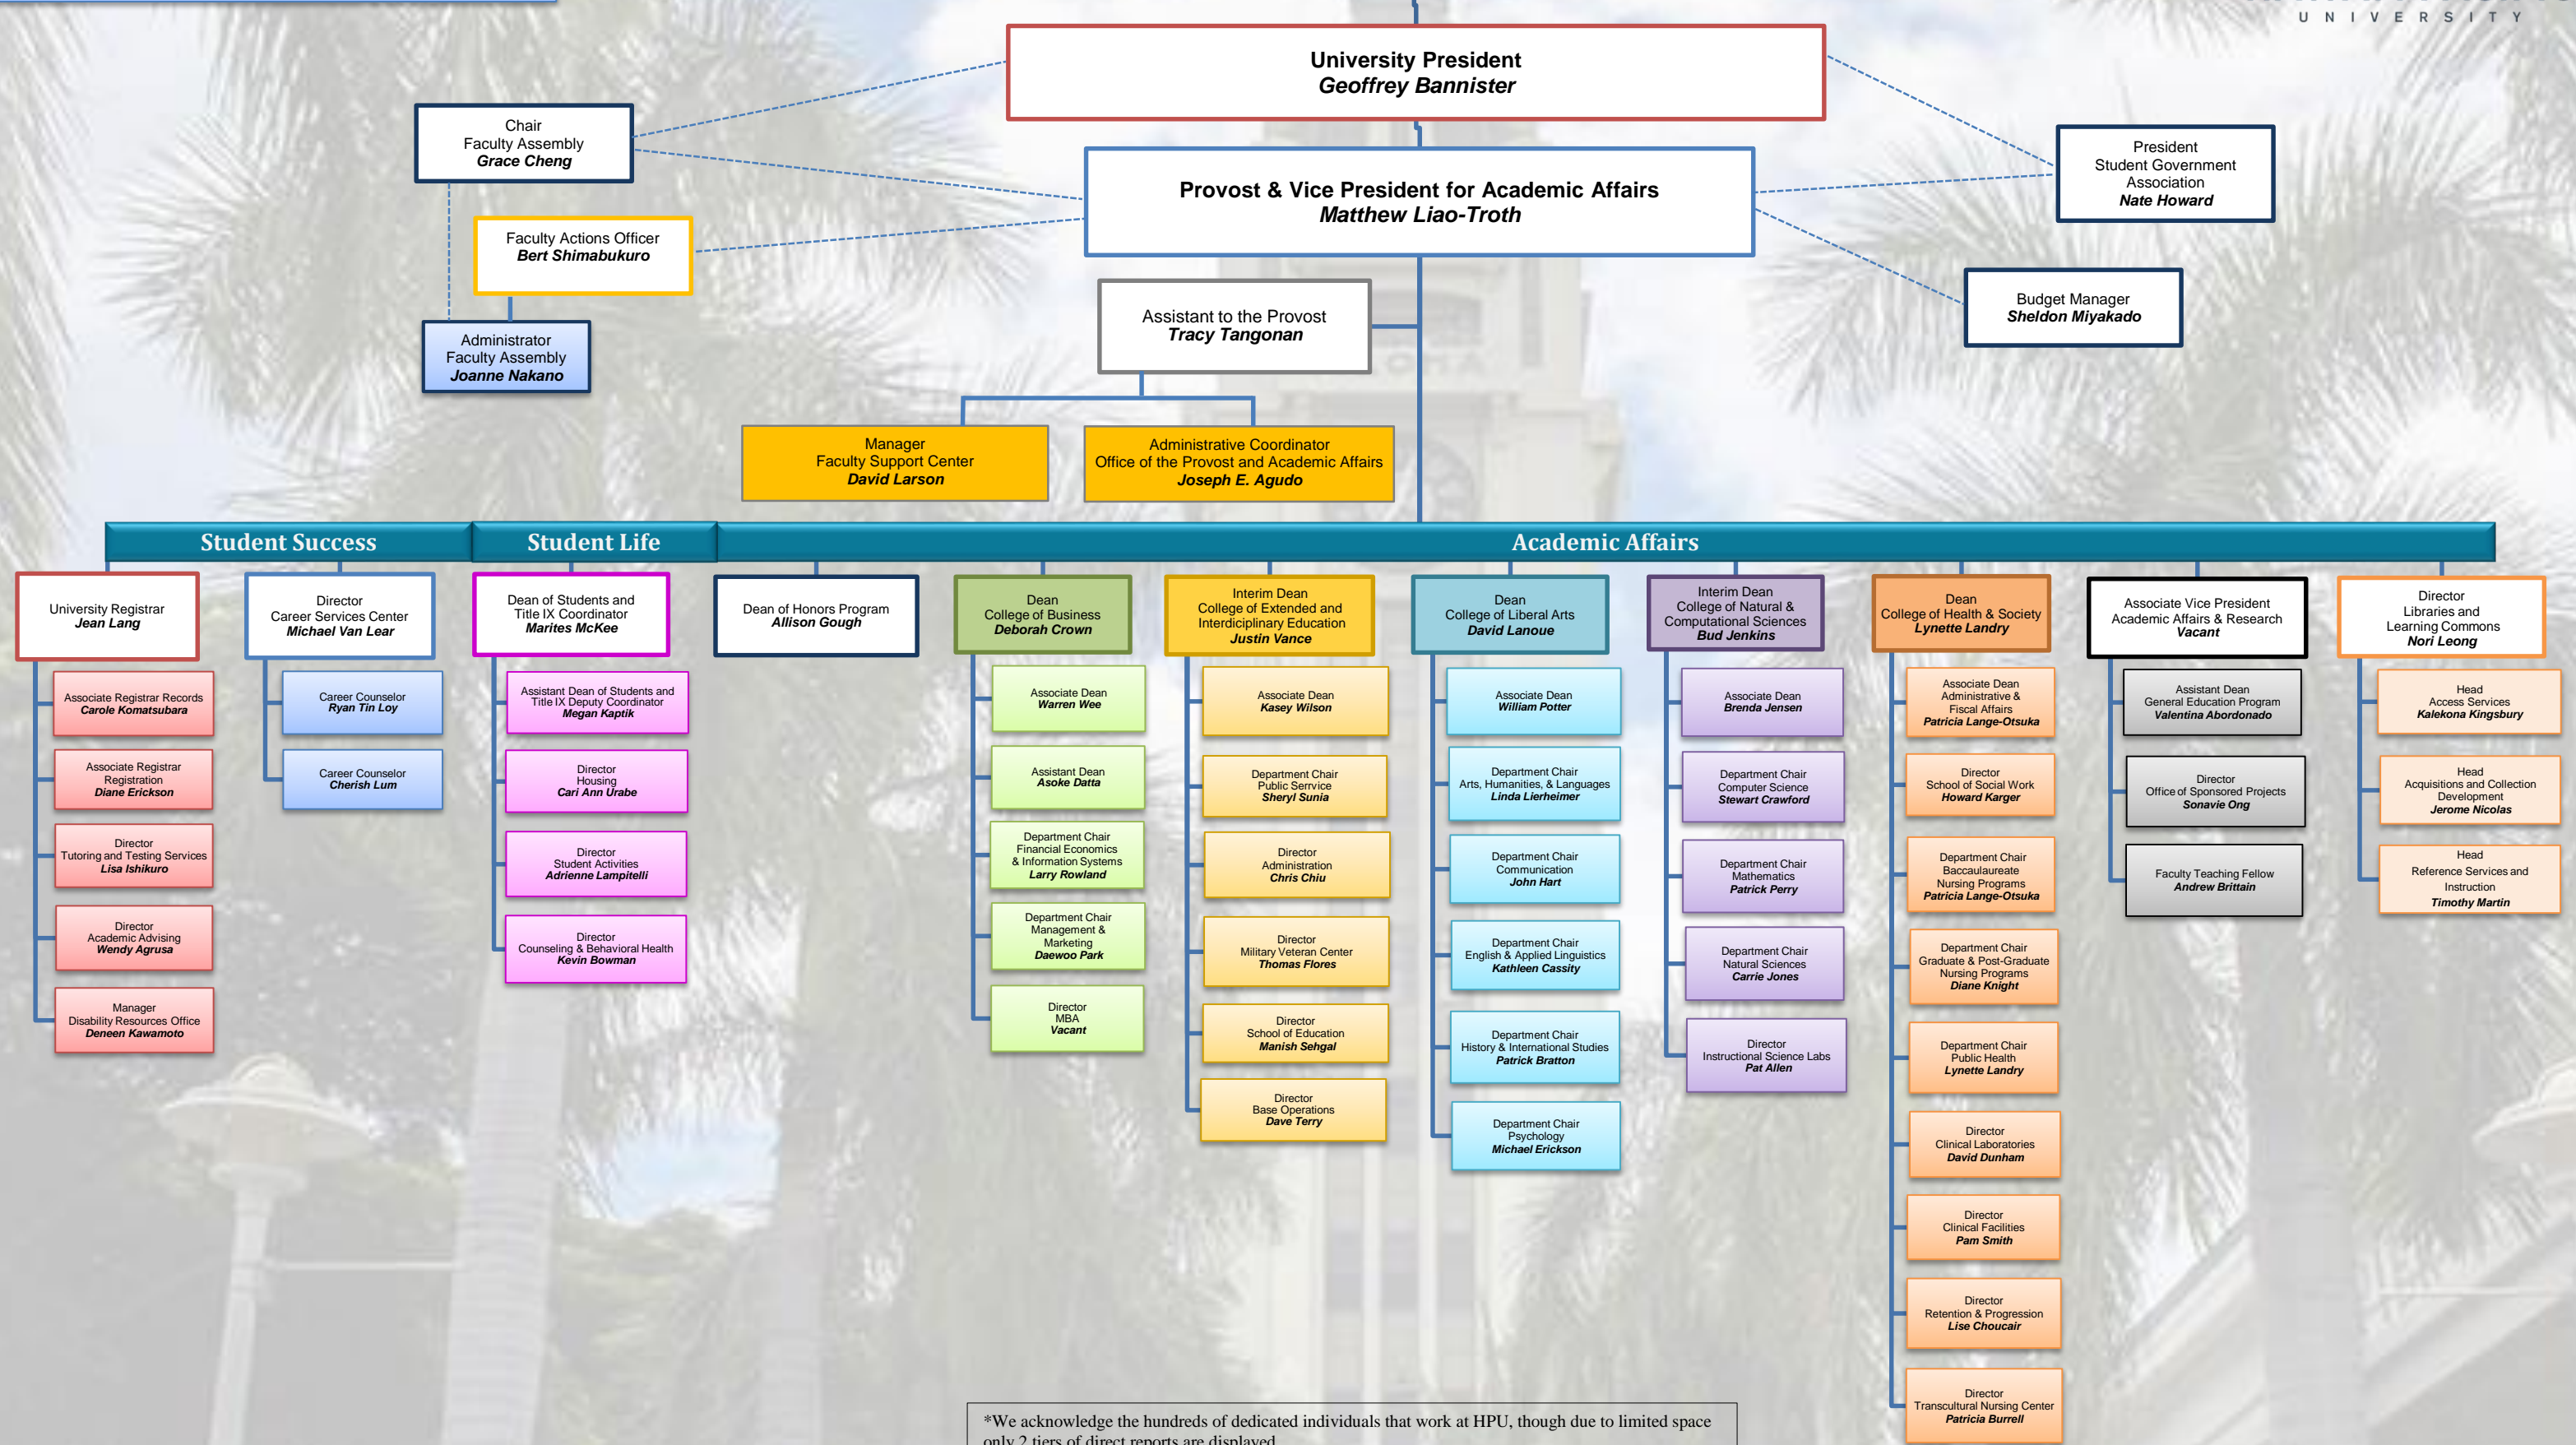 UNIVERSITY
University President
Geoffrey Bannister
Chair
Faculty Assembly
Grace Cheng
President
Student Government
Association
Nate Howard
Provost & Vice President for Academic Affairs
Matthew Liao-Troth
Faculty Actions Officer
Bert Shimabukuro
Budget Manager
Sheldon Miyakado
Assistant to the Provost
Tracy Tangonan
Administrator
Faculty Assembly
Joanne Nakano
Manager
Faculty Support Center
David Larson
Administrative Coordinator
Office of the Provost and Academic Affairs
Joseph E. Agudo
Student Success
Student Life
Academic Affairs
University Registrar
Jean Lang
Associate Registrar Records
Carole Komatsubara
Associate Registrar
Registration
Diane Erickson
Director
Tutoring and Testing Services
Lisa Ishikuro
Director
Academic Advising
Wendy Agrusa
Manager
Disability Resources Office
Deneen Kawamoto
Director
Career Services Center
Michael Van Lear
Career Counselor
Ryan Tin Loy
Career Counselor
Cherish Lum
Dean of Students and
Title IX Coordinator
Marites McKee
Assistant Dean of Students and
Title IX Deputy Coordinator
Megan Kaptik
Director
Housing
Cari Ann Urabe
Director
Student Activities
Adrienne Lampitelli
Director
Counseling & Behavioral Health
Kevin Bowman
Dean of Honors Program
Allison Gough
Dean
College of Business
Deborah Crown
Associate Dean
Warren Wee
Assistant Dean
Asoke Datta
Department Chair
Financial Economics
& Information Systems
Larry Rowland
Department Chair
Management &
Marketing
Daewoo Park
Director
MBA
Vacant
Interim Dean
College of Extended and
Interdiciplinary Education
Justin Vance
Associate Dean
Kasey Wilson
Department Chair
Public Serrvice
Sheryl Sunia
Director
Administration
Chris Chiu
Director
Military Veteran Center
Thomas Flores
Director
School of Education
Manish Sehgal
Director
Base Operations
Dave Terry
Dean
College of Liberal Arts
David Lanoue
Associate Dean
William Potter
Department Chair
Arts, Humanities, & Languages
Linda Lierheimer
Department Chair
Communication
John Hart
Department Chair
English & Applied Linguistics
Kathleen Cassity
Department Chair
History & International Studies
Patrick Bratton
Department Chair
Psychology
Michael Erickson
Interim Dean
College of Natural &
Computational Sciences
Bud Jenkins
Associate Dean
Brenda Jensen
Department Chair
Computer Science
Stewart Crawford
Department Chair
Mathematics
Patrick Perry
Department Chair
Natural Sciences
Carrie Jones
Director
Instructional Science Labs
Pat Allen
Dean
College of Health & Society
Lynette Landry
Associate Dean
Administrative &
Fiscal Affairs
Patricia Lange-Otsuka
Director
School of Social Work
Howard Karger
Department Chair
Baccaulaureate
Nursing Programs
Patricia Lange-Otsuka
Department Chair
Graduate & Post-Graduate
Nursing Programs
Diane Knight
Department Chair
Public Health
Lynette Landry
Director
Clinical Laboratories
David Dunham
Director
Clinical Facilities
Pam Smith
Director
Retention & Progression
Lise Choucair
Director
Transcultural Nursing Center
Patricia Burrell
Associate Vice President
Academic Affairs & Research
Vacant
Assistant Dean
General Education Program
Valentina Abordonado
Director
Office of Sponsored Projects
Sonavie Ong
Faculty Teaching Fellow
Andrew Brittain
Director
Libraries and
Learning Commons
Nori Leong
Head
Access Services
Kalekona Kingsbury
Head
Acquisitions and Collection
Development
Jerome Nicolas
Head
Reference Services and
Instruction
Timothy Martin
*We acknowledge the hundreds of dedicated individuals that work at HPU, though due to limited space
only 2 tiers of direct reports are displayed